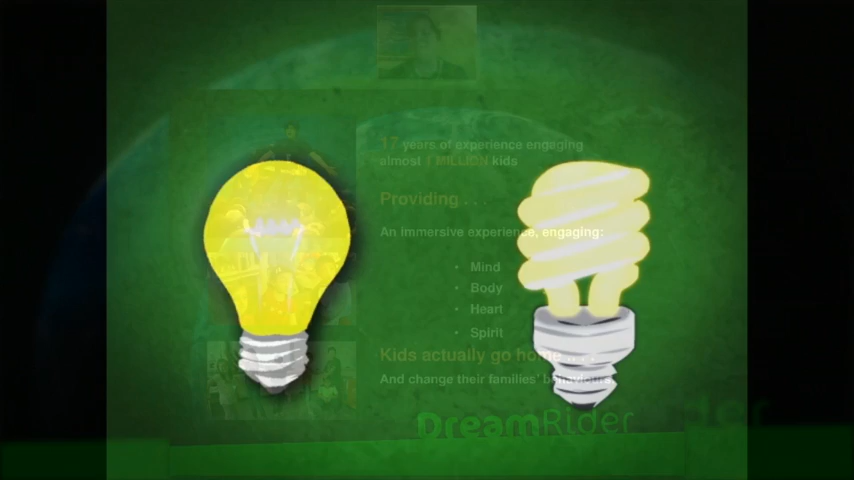 17 years of experience engaging
almost 1 MILLION kids
Providing . . .
An immersive experience, engaging:
• Mind
• Body
• Heart
• Spirit
Kids actually go home . . .
And change their families' behaviours.
DreamRider